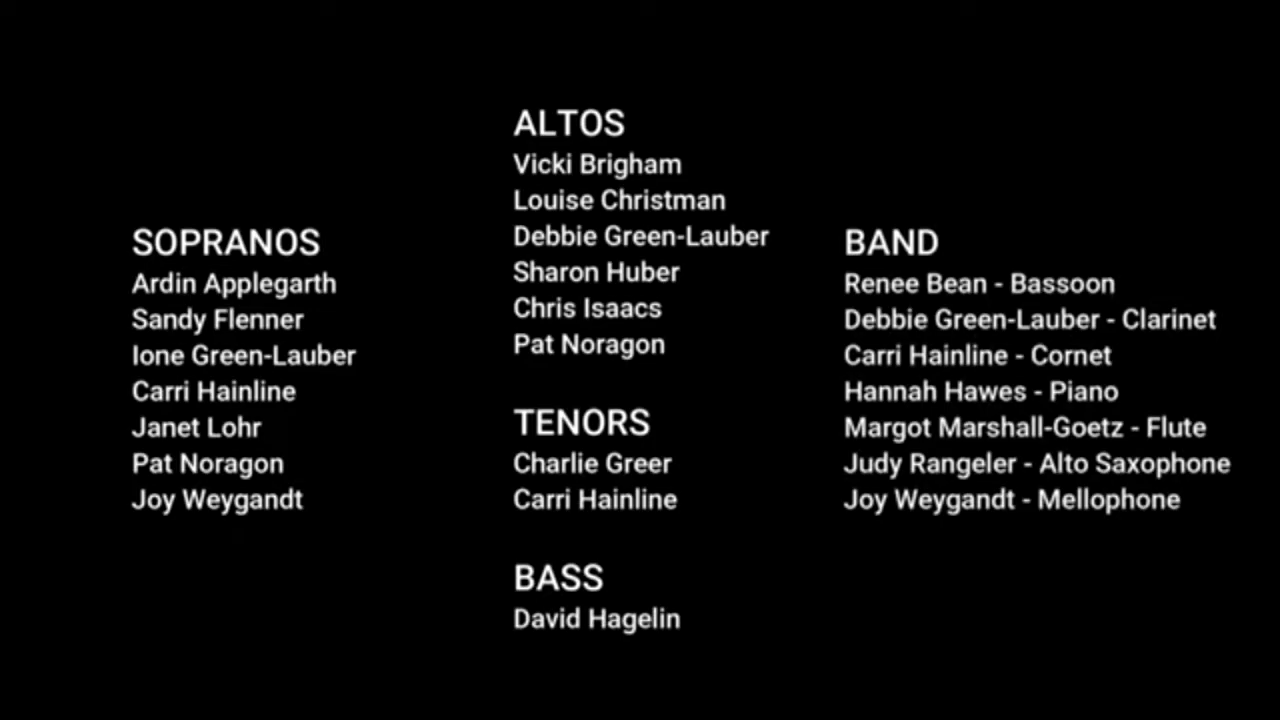 SOPRANOS
Ardin Applegarth
Sandy Flenner
Ione Green-Lauber
Carri Hainline
Janet Lohr
Pat Noragon
Joy Weygandt
ALTOS
Vicki Brigham
Louise Christman
Debbie Green-Lauber
Sharon Huber
Chris Isaacs
Pat Noragon
TENORS
Charlie Greer
Carri Hainline
BASS
David Hagelin
BAND
Renee Bean - Bassoon
Debbie Green-Lauber - Clarinet
Carri Hainline - Cornet
Hannah Hawes - Piano
Margot Marshall-Goetz - Flute
Judy Rangeler - Alto Saxophone
Joy Weygandt - Mellophone